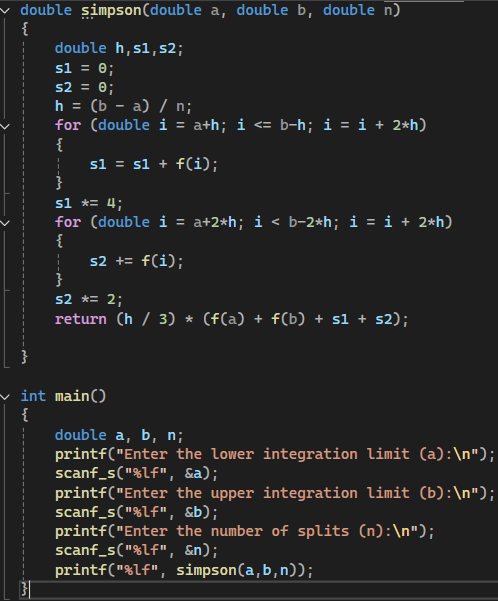 double simpson(double a, double b, double n)
{
double h,s1,s2;
s1 = 0;
s2 = 0;
h = (b - a) / n;
for (double i = a+h; i <= b-h; i = i + 2*h)
{
s1 = s1 + f(i);
}
s1 *= 4;
for (double i = a+2*h; i < b-2*h; i = i + 2*h)
{
s2 += f(i);
}
s2 *= 2;
return (h / 3) * (f(a) + f(b) + s1 + s2);
}
int main()
{
double a, b, n;
printf("Enter the lower integration limit (a):\n");
scanf_s("%lf", &a);
printf("Enter the upper integration limit (b):\n");
scanf_s("%lf", &b);
printf("Enter the number of splits (n):\n");
scanf_s("%lf", &n);
printf("%lf", simpson(a,b,n));
}